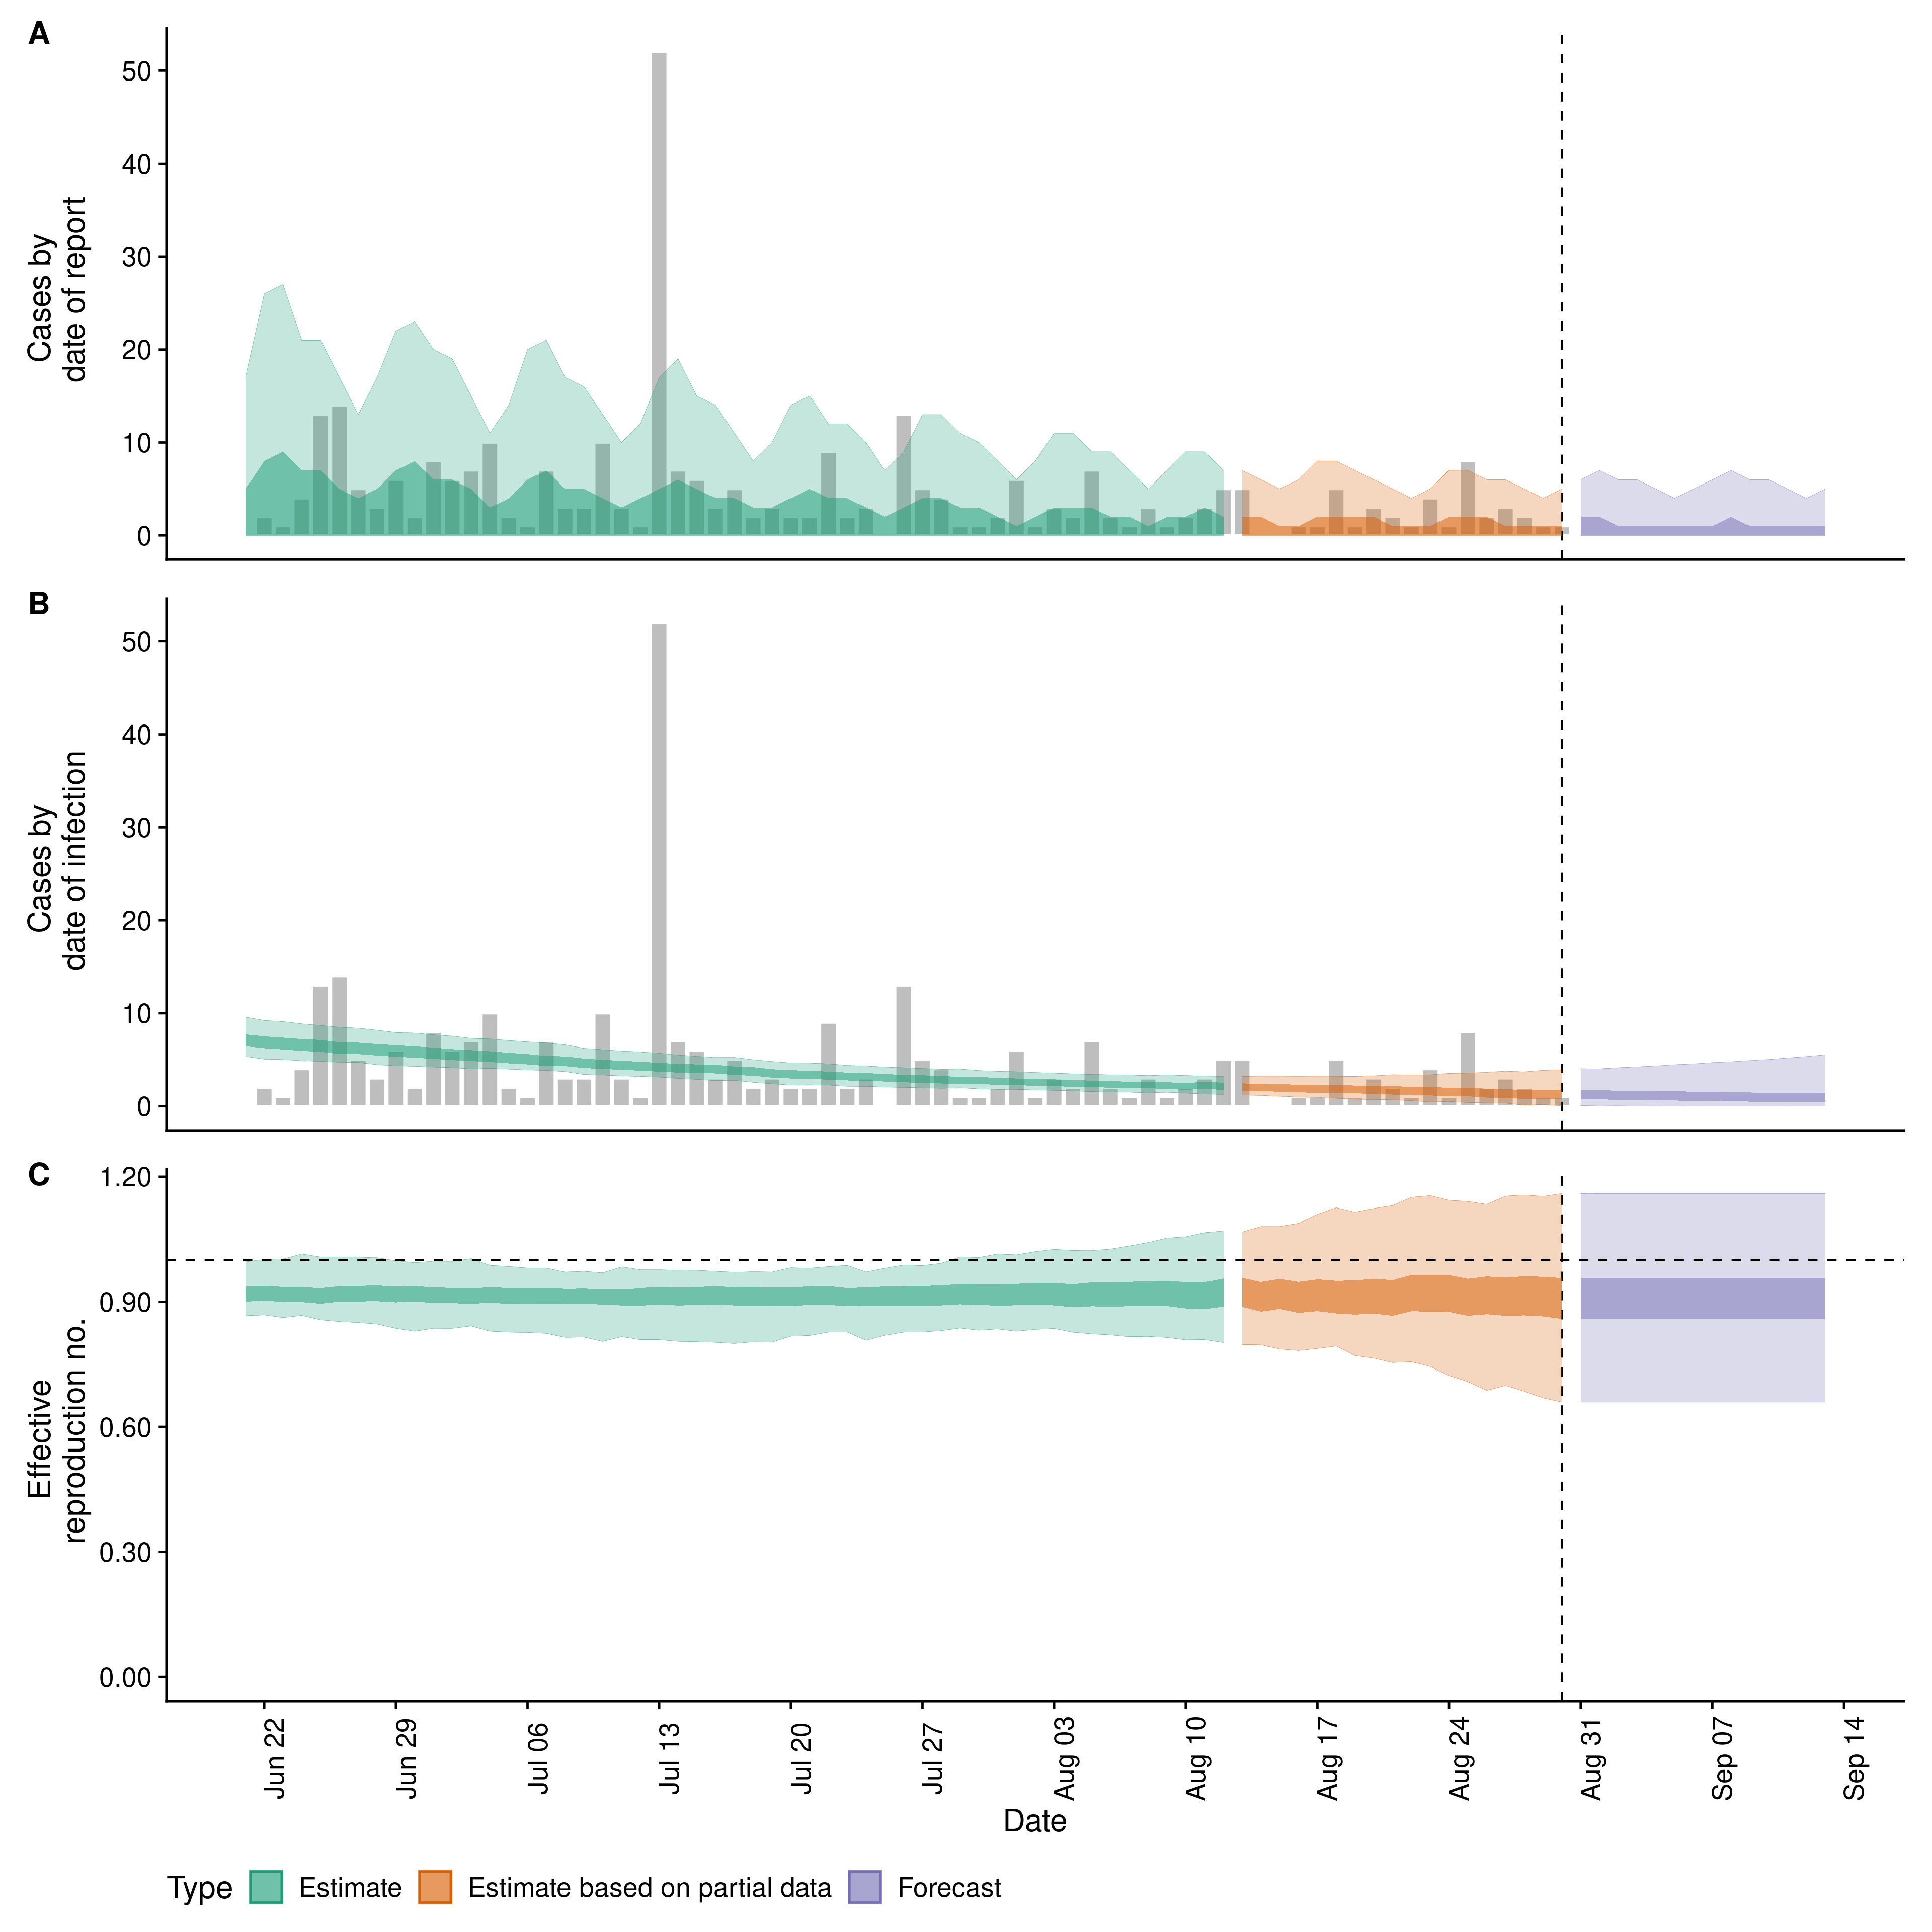 A
50
40
30
20
10
0
Cases by
date of report
B
50
40
30
20
10
0
Cases by
date of infection
C
1.20
0.90
0.60
0.30
0.00
Effective
reproduction no.
Jun 22
Jun 29
Jul 06
Jul 13
Jul 20
Jul 27
Aug 03
Aug 10
Aug 17
Aug 24
Aug 31
Sep 07
Sep 14
Date
Type
Estimate
Estimate based on partial data
Forecast